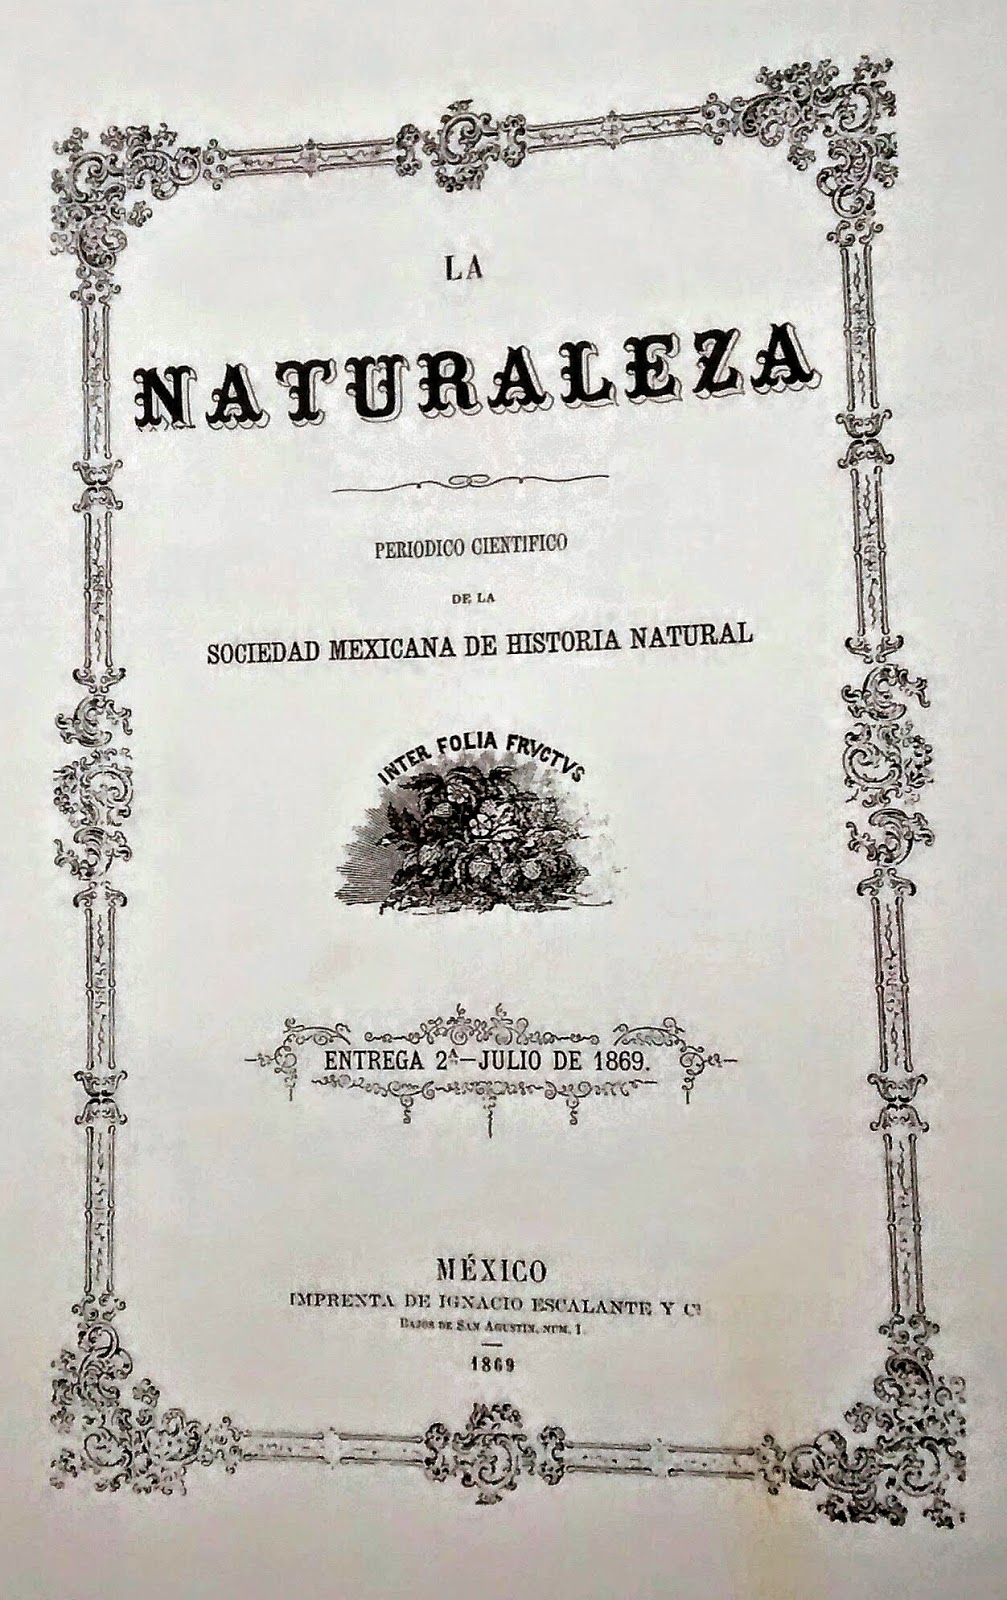 LA
NATURALEZA
PERIODICO CIENTIFICO
DE LA
SOCIEDAD MEXICANA DE HISTORIA NATURAL
INTER FOLIA FRVCTVS
ENTREGA 2ᴬ—JULIO DE 1869.
MÉXICO
IMPRENTA DE IGNACIO ESCALANTE Y Cª
BAJOS DE SAN AGUSTIN, NUM. 1
1869